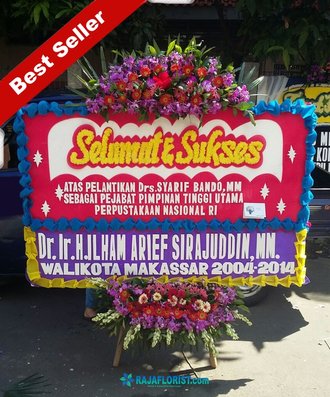 Best Seller
Selamat & Sukses
ATAS PELANTIKAN Drs. SYARIF BANDO, MM
SEBAGAI PEJABAT PIMPINAN TINGGI UTAMA
PERPUSTAKAAN NASIONAL RI
Dr. Ir. H. ILHAM ARIEF SIRAJUDDIN, MM.
WALIKOTA MAKASSAR 2004-2014
RAJAFLORIST.com